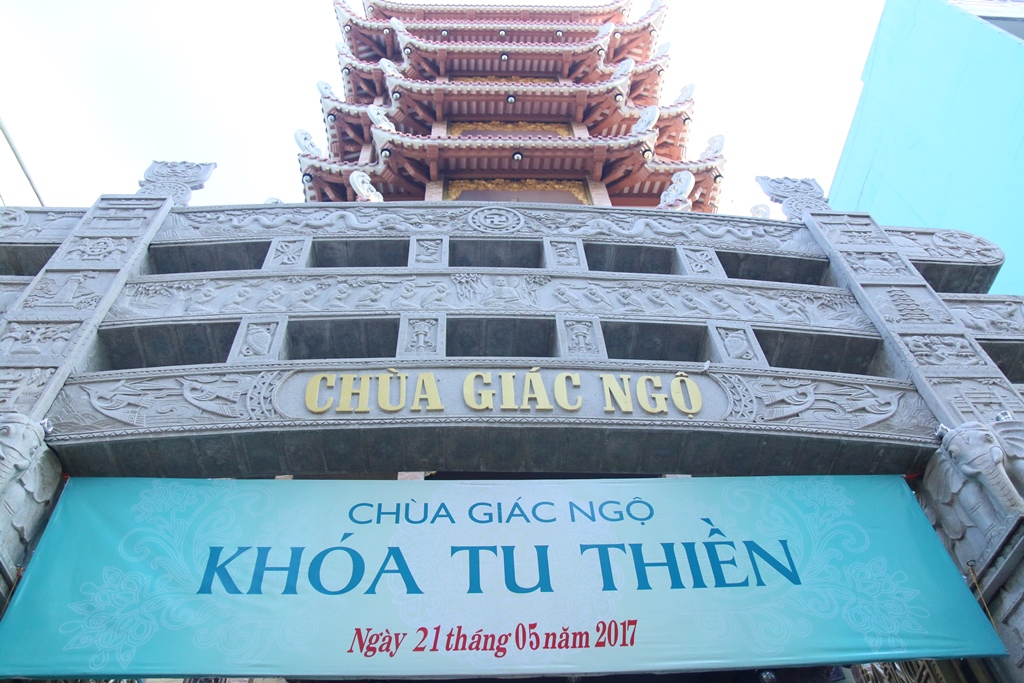 CHÙA GIÁC NGỘ
CHÙA GIÁC NGỘ
KHÓA TU THIỀN
Ngày 21 tháng 05 năm 2017